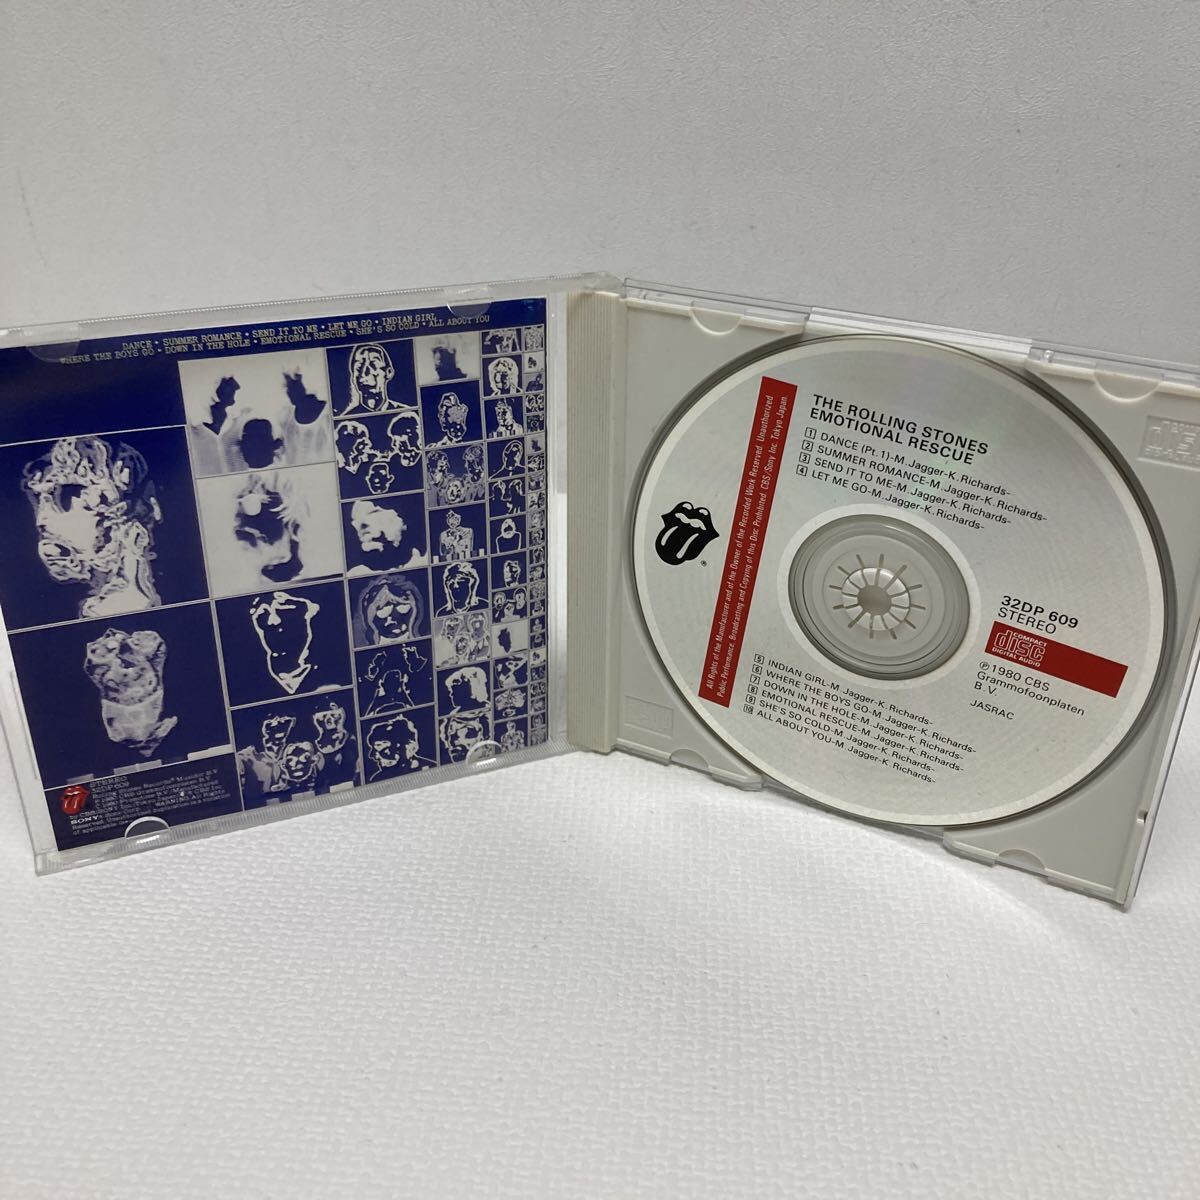 DANCE • SUMMER ROMANCE • SEND IT TO ME • LET ME GO • INDIAN GIRL
WHERE THE BOYS GO • DOWN IN THE HOLE • EMOTIONAL RESCUE • SHE'S SO COLD • ALL ABOUT YOU
STEREO
32DP 609
THE ROLLING STONES
EMOTIONAL RESCUE
1 DANCE (Pt. 1)-M. Jagger-K. Richards-
2 SUMMER ROMANCE-M. Jagger-K. Richards-
3 SEND IT TO ME-M. Jagger-K. Richards-
4 LET ME GO-M. Jagger-K. Richards-
All Rights of the Manufacturer and of the Owner of the Recorded Work Reserved. Unauthorized
Public Performance, Broadcasting and Copying of this Disc Prohibited. CBS/Sony Inc. Tokyo Japan
®
32DP 609
STEREO
COMPACT
disc
DIGITAL AUDIO
℗ 1980 CBS
Grammofoonplaten
B. V.
JASRAC
5 INDIAN GIRL-M. Jagger-K. Richards-
6 WHERE THE BOYS GO-M. Jagger-K. Richards-
7 DOWN IN THE HOLE-M. Jagger-K. Richards-
8 EMOTIONAL RESCUE-M. Jagger-K. Richards-
9 SHE'S SO COLD-M. Jagger-K. Richards-
10 ALL ABOUT YOU-M. Jagger-K. Richards-